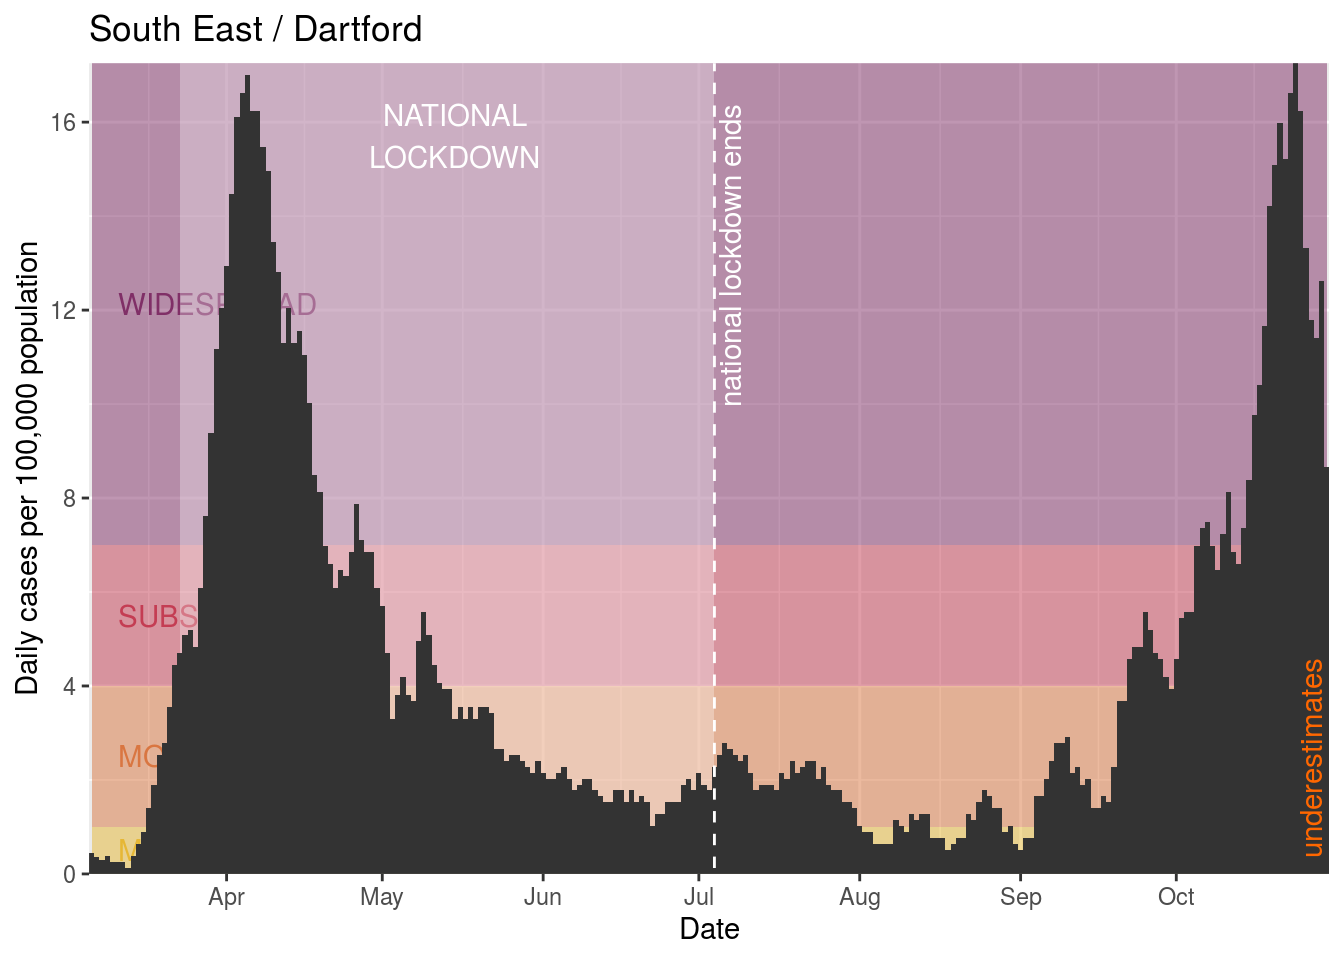 South East / Dartford
NATIONAL
LOCKDOWN
national lockdown ends
16
12
8
4
0
Daily cases per 100,000 population
underestimates
Apr
May
Jun
Jul
Aug
Sep
Oct
Date